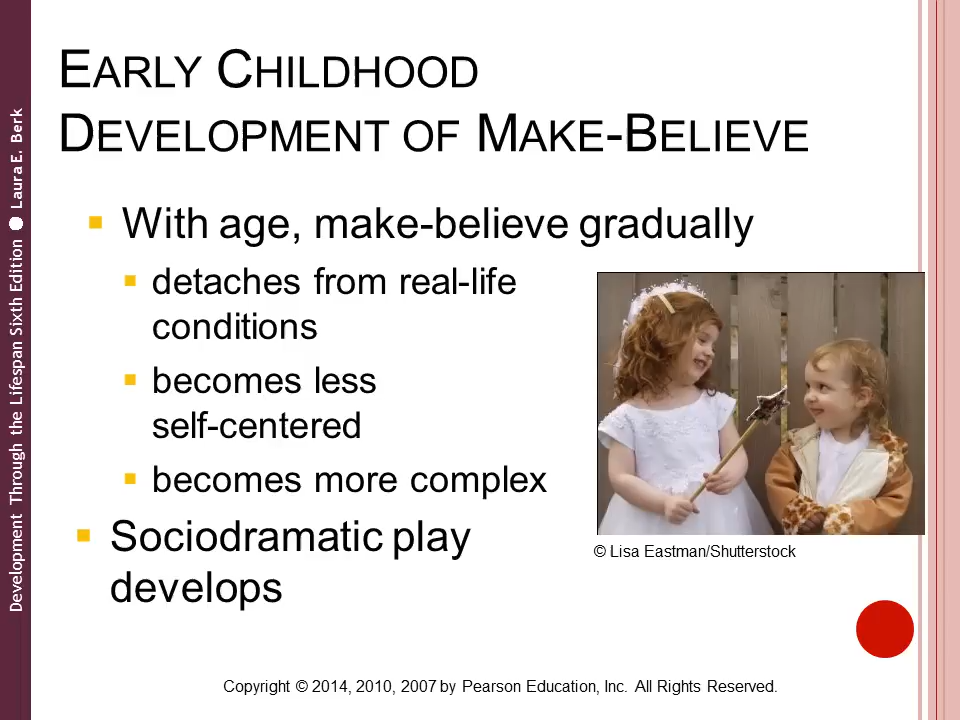 EARLY CHILDHOOD
DEVELOPMENT OF MAKE-BELIEVE
With age, make-believe gradually
detaches from real-life
conditions
becomes less
self-centered
becomes more complex
Sociodramatic play
develops
© Lisa Eastman/Shutterstock
Development Through the Lifespan Sixth Edition ● Laura E. Berk
Copyright © 2014, 2010, 2007 by Pearson Education, Inc. All Rights Reserved.